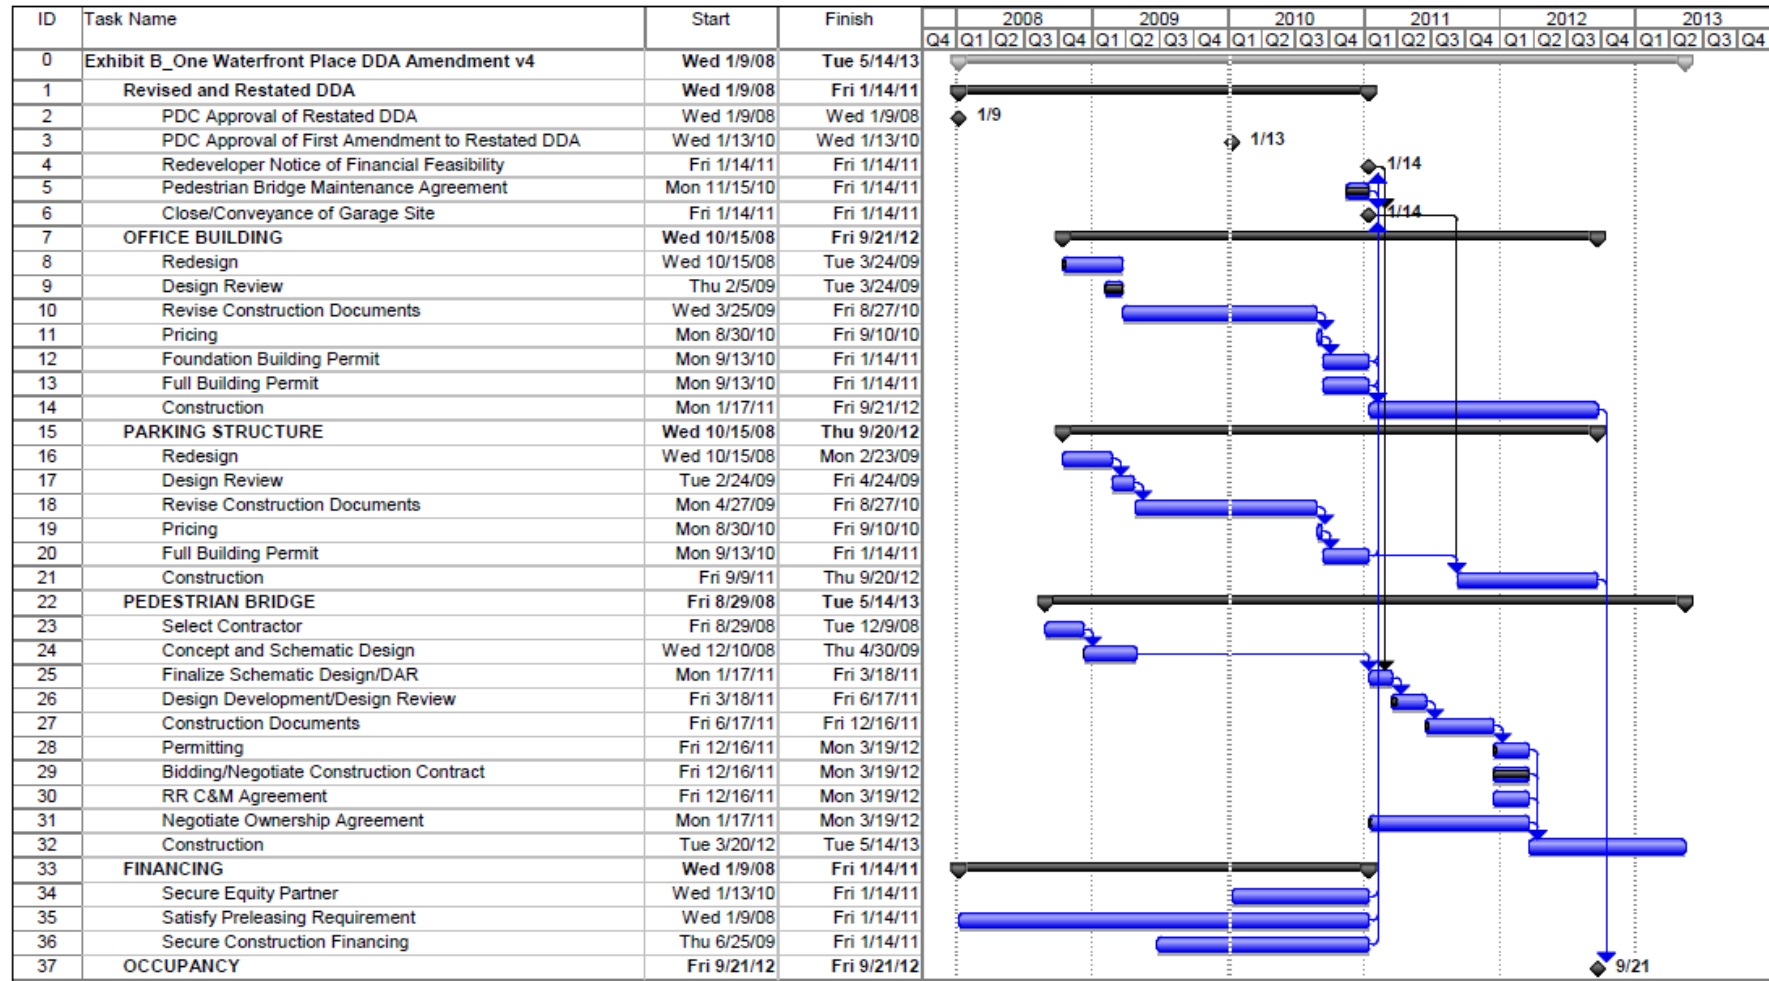 ID Task Name Start Finish 2008 2009 2010 2011 2012 2013
Q4 Q1 Q2 Q3 Q4 Q1 Q2 Q3 Q4 Q1 Q2 Q3 Q4 Q1 Q2 Q3 Q4 Q1 Q2 Q3 Q4 Q1 Q2 Q3 Q4
0 Exhibit B_One Waterfront Place DDA Amendment v4 Wed 1/9/08 Tue 5/14/13
1 Revised and Restated DDA Wed 1/9/08 Fri 1/14/11
2 PDC Approval of Restated DDA Wed 1/9/08 Wed 1/9/08 1/9
3 PDC Approval of First Amendment to Restated DDA Wed 1/13/10 Wed 1/13/10 1/13
4 Redeveloper Notice of Financial Feasibility Fri 1/14/11 Fri 1/14/11 1/14
5 Pedestrian Bridge Maintenance Agreement Mon 11/15/10 Fri 1/14/11
6 Close/Conveyance of Garage Site Fri 1/14/11 Fri 1/14/11 1/14
7 OFFICE BUILDING Wed 10/15/08 Fri 9/21/12
8 Redesign Wed 10/15/08 Tue 3/24/09
9 Design Review Thu 2/5/09 Tue 3/24/09
10 Revise Construction Documents Wed 3/25/09 Fri 8/27/10
11 Pricing Mon 8/30/10 Fri 9/10/10
12 Foundation Building Permit Mon 9/13/10 Fri 1/14/11
13 Full Building Permit Mon 9/13/10 Fri 1/14/11
14 Construction Mon 1/17/11 Fri 9/21/12
15 PARKING STRUCTURE Wed 10/15/08 Thu 9/20/12
16 Redesign Wed 10/15/08 Mon 2/23/09
17 Design Review Tue 2/24/09 Fri 4/24/09
18 Revise Construction Documents Mon 4/27/09 Fri 8/27/10
19 Pricing Mon 8/30/10 Fri 9/10/10
20 Full Building Permit Mon 9/13/10 Fri 1/14/11
21 Construction Fri 9/9/11 Thu 9/20/12
22 PEDESTRIAN BRIDGE Fri 8/29/08 Tue 5/14/13
23 Select Contractor Fri 8/29/08 Tue 12/9/08
24 Concept and Schematic Design Wed 12/10/08 Thu 4/30/09
25 Finalize Schematic Design/DAR Mon 1/17/11 Fri 3/18/11
26 Design Development/Design Review Fri 3/18/11 Fri 6/17/11
27 Construction Documents Fri 6/17/11 Fri 12/16/11
28 Permitting Fri 12/16/11 Mon 3/19/12
29 Bidding/Negotiate Construction Contract Fri 12/16/11 Mon 3/19/12
30 RR C&M Agreement Fri 12/16/11 Mon 3/19/12
31 Negotiate Ownership Agreement Mon 1/17/11 Mon 3/19/12
32 Construction Tue 3/20/12 Tue 5/14/13
33 FINANCING Wed 1/9/08 Fri 1/14/11
34 Secure Equity Partner Wed 1/13/10 Fri 1/14/11
35 Satisfy Preleasing Requirement Wed 1/9/08 Fri 1/14/11
36 Secure Construction Financing Thu 6/25/09 Fri 1/14/11
37 OCCUPANCY Fri 9/21/12 Fri 9/21/12 9/21